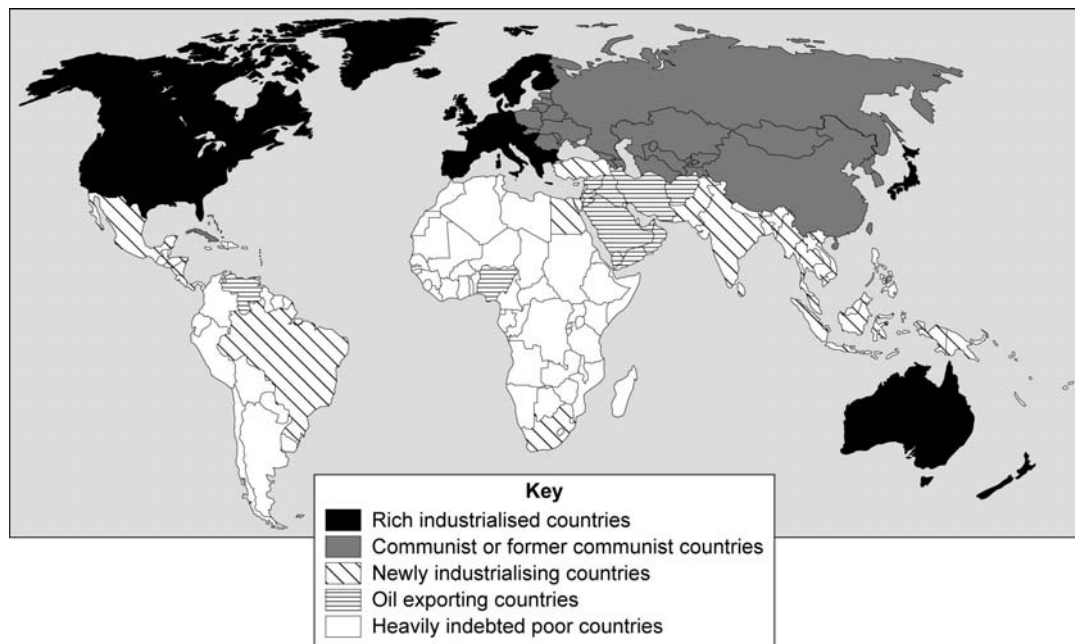 Key
Rich industrialised countries
Communist or former communist countries
Newly industrialising countries
Oil exporting countries
Heavily indebted poor countries